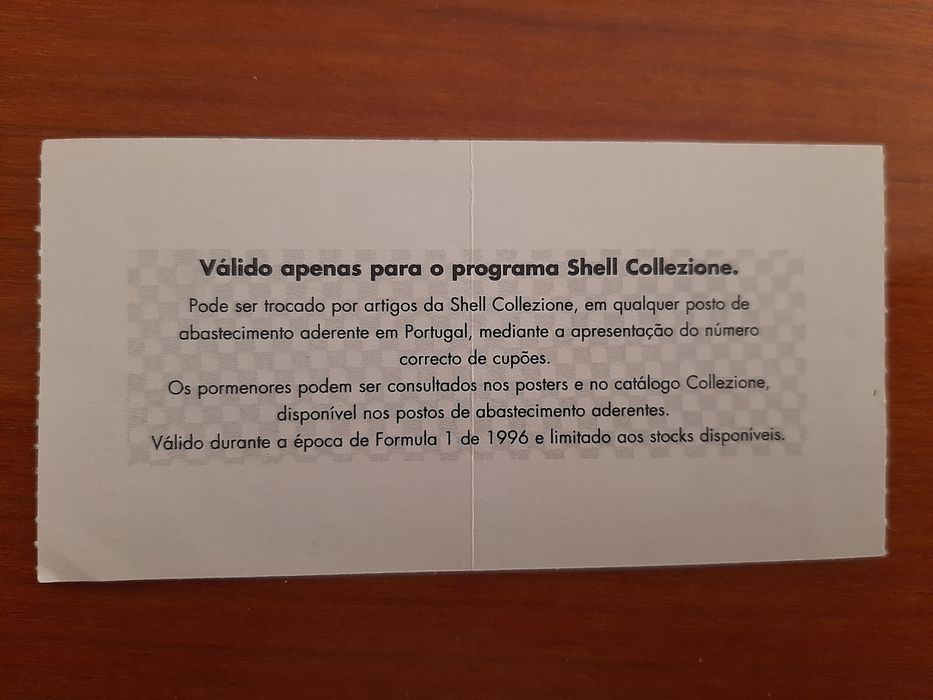 Válido apenas para o programa Shell Collezione.
Pode ser trocado por artigos da Shell Collezione, em qualquer posto de
abastecimento aderente em Portugal, mediante a apresentação do número
correcto de cupões.
Os pormenores podem ser consultados nos posters e no catálogo Collezione,
disponível nos postos de abastecimento aderentes.
Válido durante a época de Formula 1 de 1996 e limitado aos stocks disponíveis.